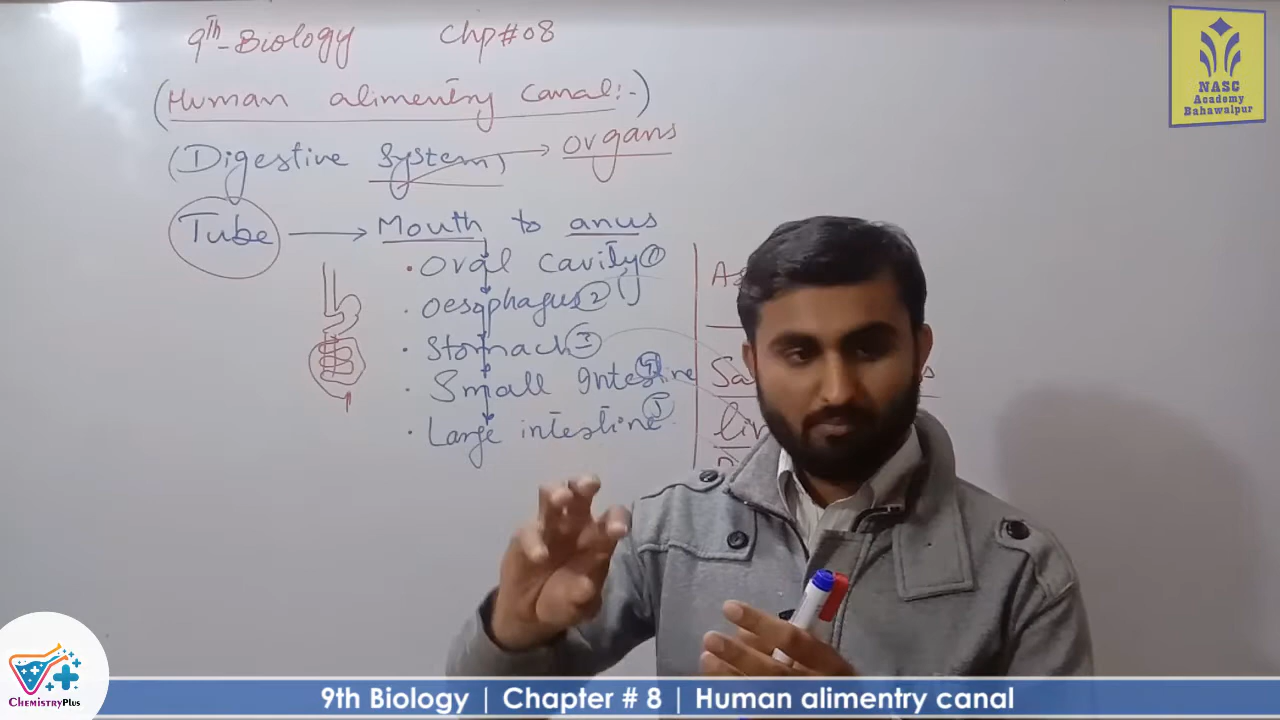 9th-Biology Chp#08
(Human alimentry canal:-)
(Digestive System) → organs
Tube → Mouth to anus
• Oval cavity 1
• Oesophagus 2
• Stomach 3
• Small Intestine 4
• Large intestine 5
NASC
Academy
Bahawalpur
CHEMISTRYPLUS
9th Biology | Chapter # 8 | Human alimentry canal